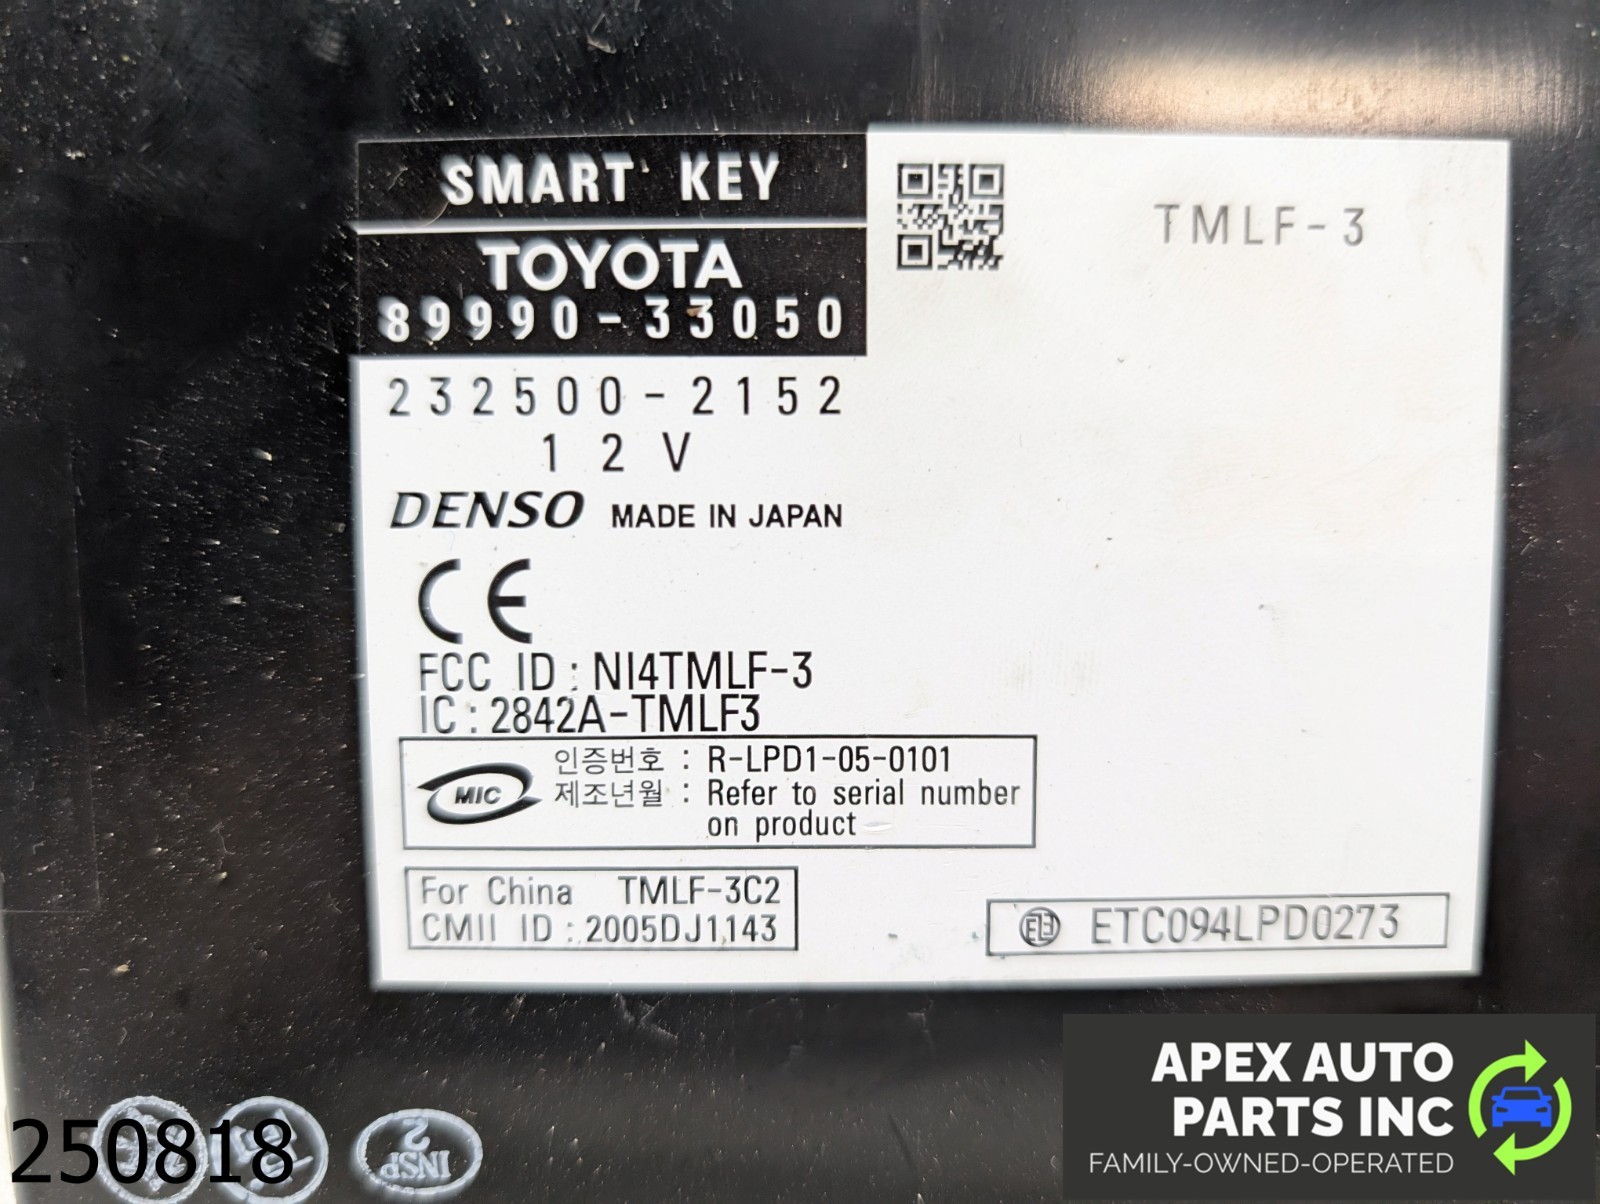 SMART KEY
TOYOTA
89990-33050
TMLF-3
232500-2152
12V
DENSO MADE IN JAPAN
CE
FCC ID : NI4TMLF-3
IC : 2842A-TMLF3
MIC
인증번호 : R-LPD1-05-0101
제조년월 : Refer to serial number
on product
For China TMLF-3C2
CMII ID : 2005DJ1143
ETC094LPD0273
250818
2
INSP
APEX AUTO
PARTS INC
FAMILY-OWNED-OPERATED